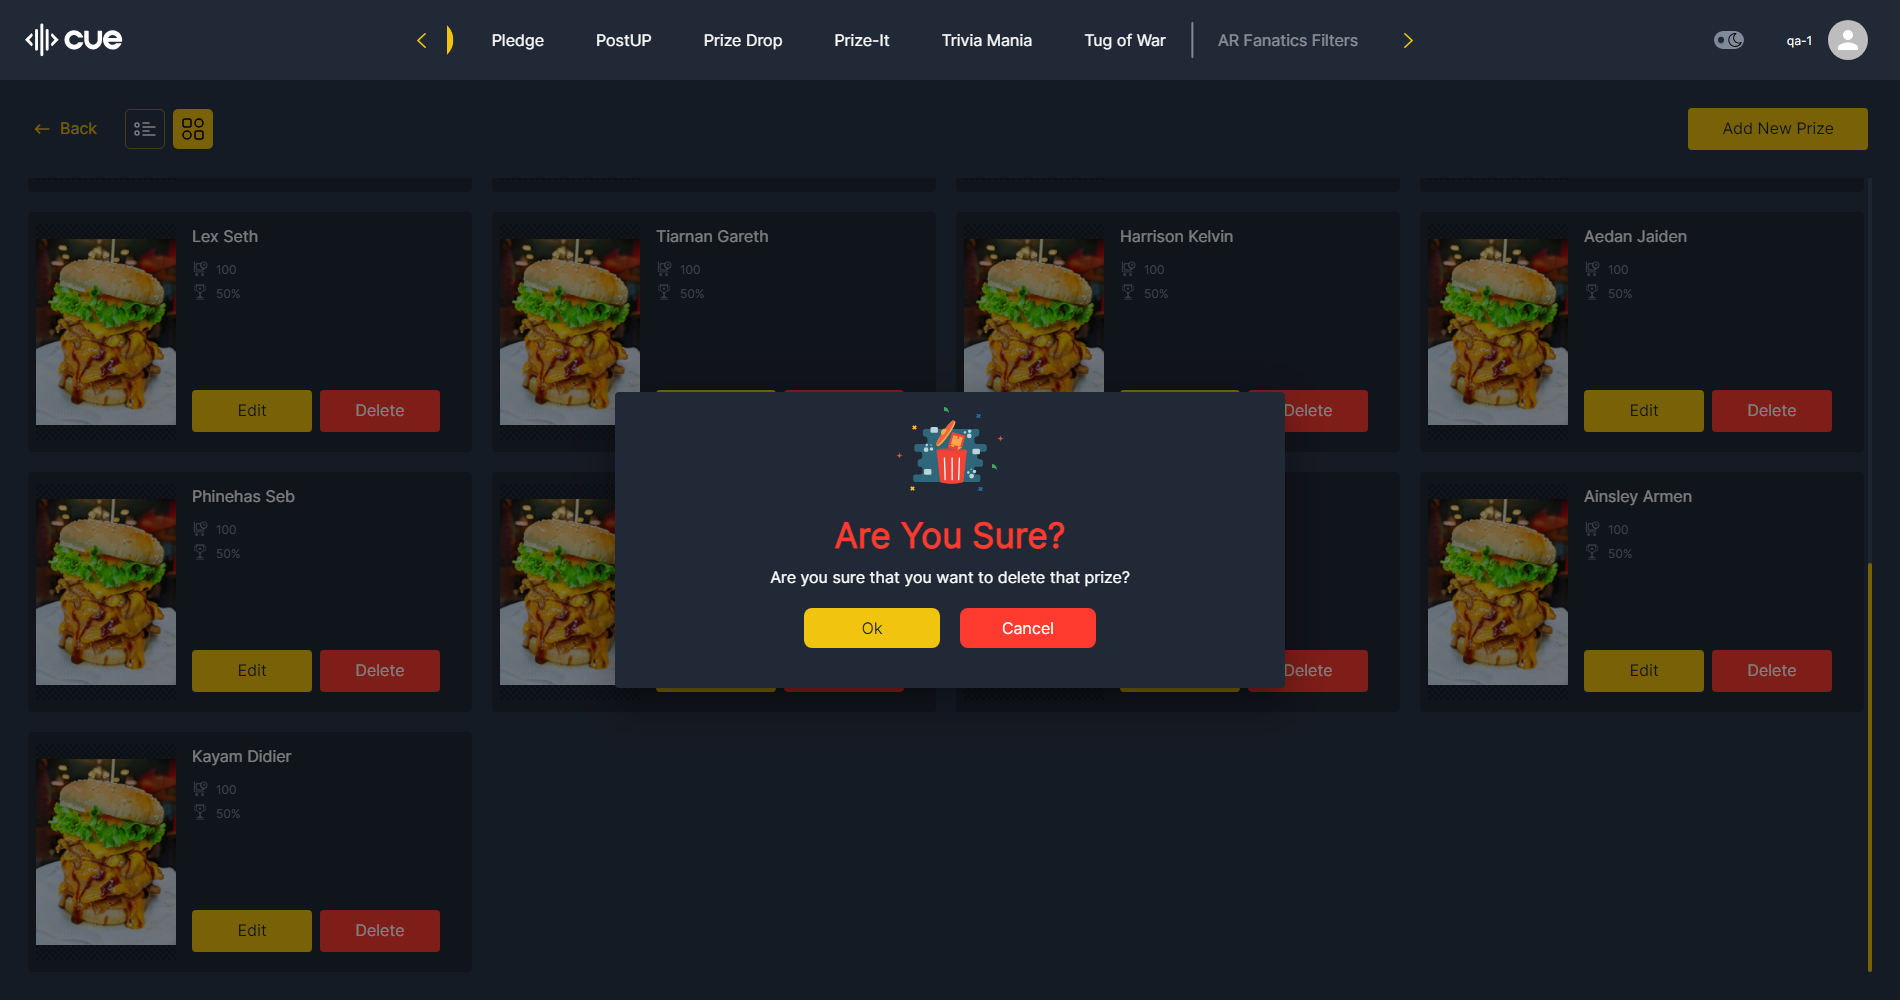 cue
Pledge
PostUP
Prize Drop
Prize-It
Trivia Mania
Tug of War
AR Fanatics Filters
qa-1
Back
Add New Prize
Lex Seth
100
50%
Edit
Delete
Tiarnan Gareth
100
50%
Harrison Kelvin
100
50%
Delete
Aedan Jaiden
100
50%
Edit
Delete
Are You Sure?
Are you sure that you want to delete that prize?
Ok
Cancel
Phinehas Seb
100
50%
Edit
Delete
Delete
Ainsley Armen
100
50%
Edit
Delete
Kayam Didier
100
50%
Edit
Delete